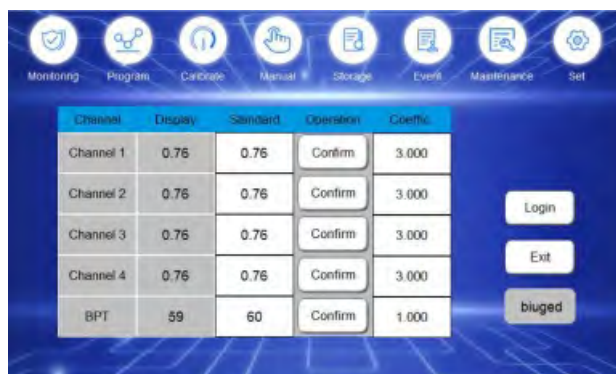 Monitoring Program Calibrate Manual Storage Event Maintenance Set
Channel Display Standard Operation Coeffic
Channel 1 0.76 0.76 Confirm 3.000
Channel 2 0.76 0.76 Confirm 3.000
Channel 3 0.76 0.76 Confirm 3.000
Channel 4 0.76 0.76 Confirm 3.000
BPT 59 60 Confirm 1.000
Login
Exit
biuged